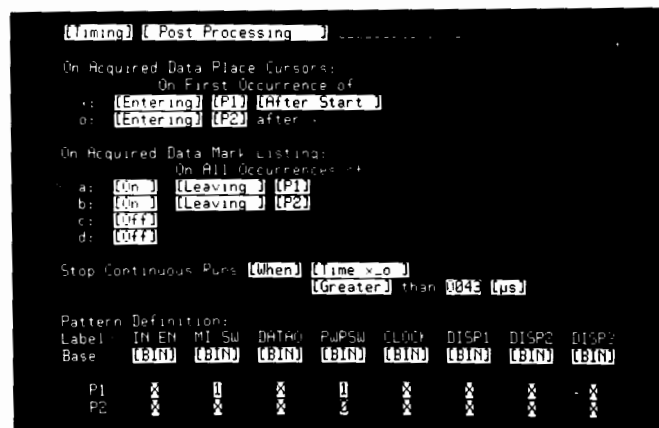 [Timing] [ Post Processing ]
On Acquired Data Place Cursors:
On First Occurrence of
x: [Entering] [P1] [After Start ]
o: [Entering] [P2] after x
On Acquired Data Mark Listing:
On All Occurrences of
a: [On ] [Leaving ] [P1]
b: [On ] [Leaving ] [P2]
c: [Off]
d: [Off]
Stop Continuous Runs [When] [Time x_o ]
[Greater] than [µs]
Pattern Definition:
Label IN EN MI SW DATAO PWPSW CLOCK DISP1 DISP2 DISP3
Base [BIN] [BIN] [BIN] [BIN] [BIN] [BIN] [BIN] [BIN]
P1 X 1 X 1 X X X X
P2 X X X X X X X